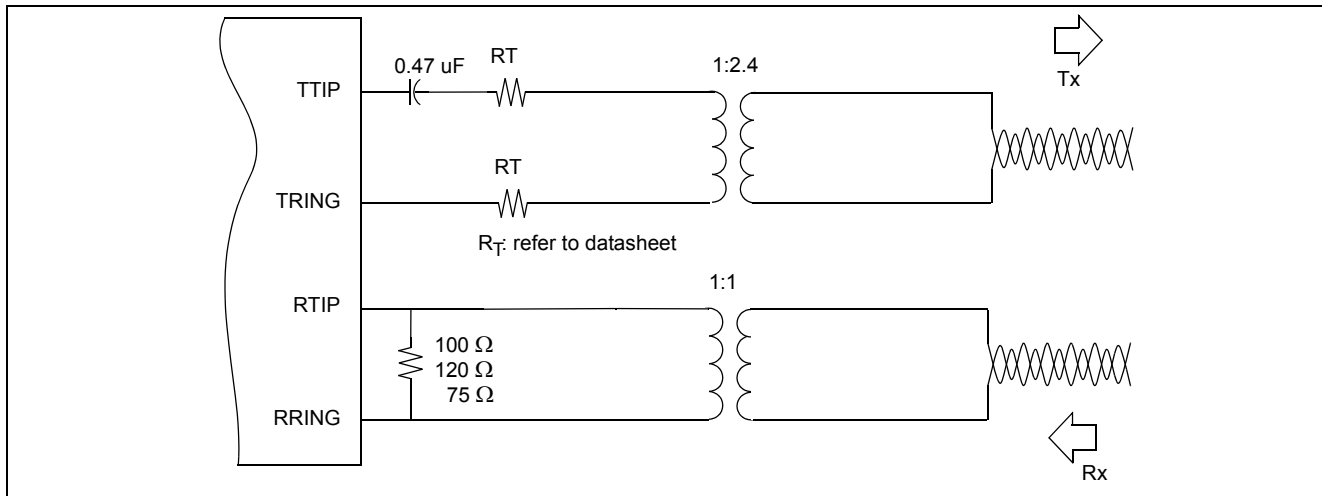 0.47 uF
RT
1:2.4
Tx
TTIP
RT
TRING
RT: refer to datasheet
1:1
RTIP
100 Ω
120 Ω
75 Ω
RRING
Rx